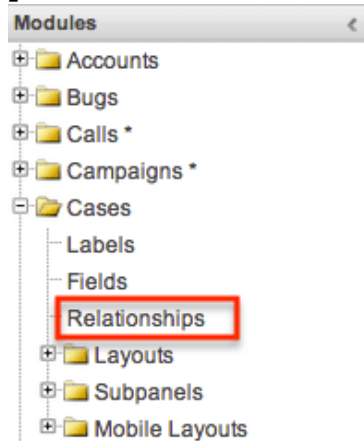 Modules
Accounts
Bugs
Calls *
Campaigns *
Cases
Labels
Fields
Relationships
Layouts
Subpanels
Mobile Layouts